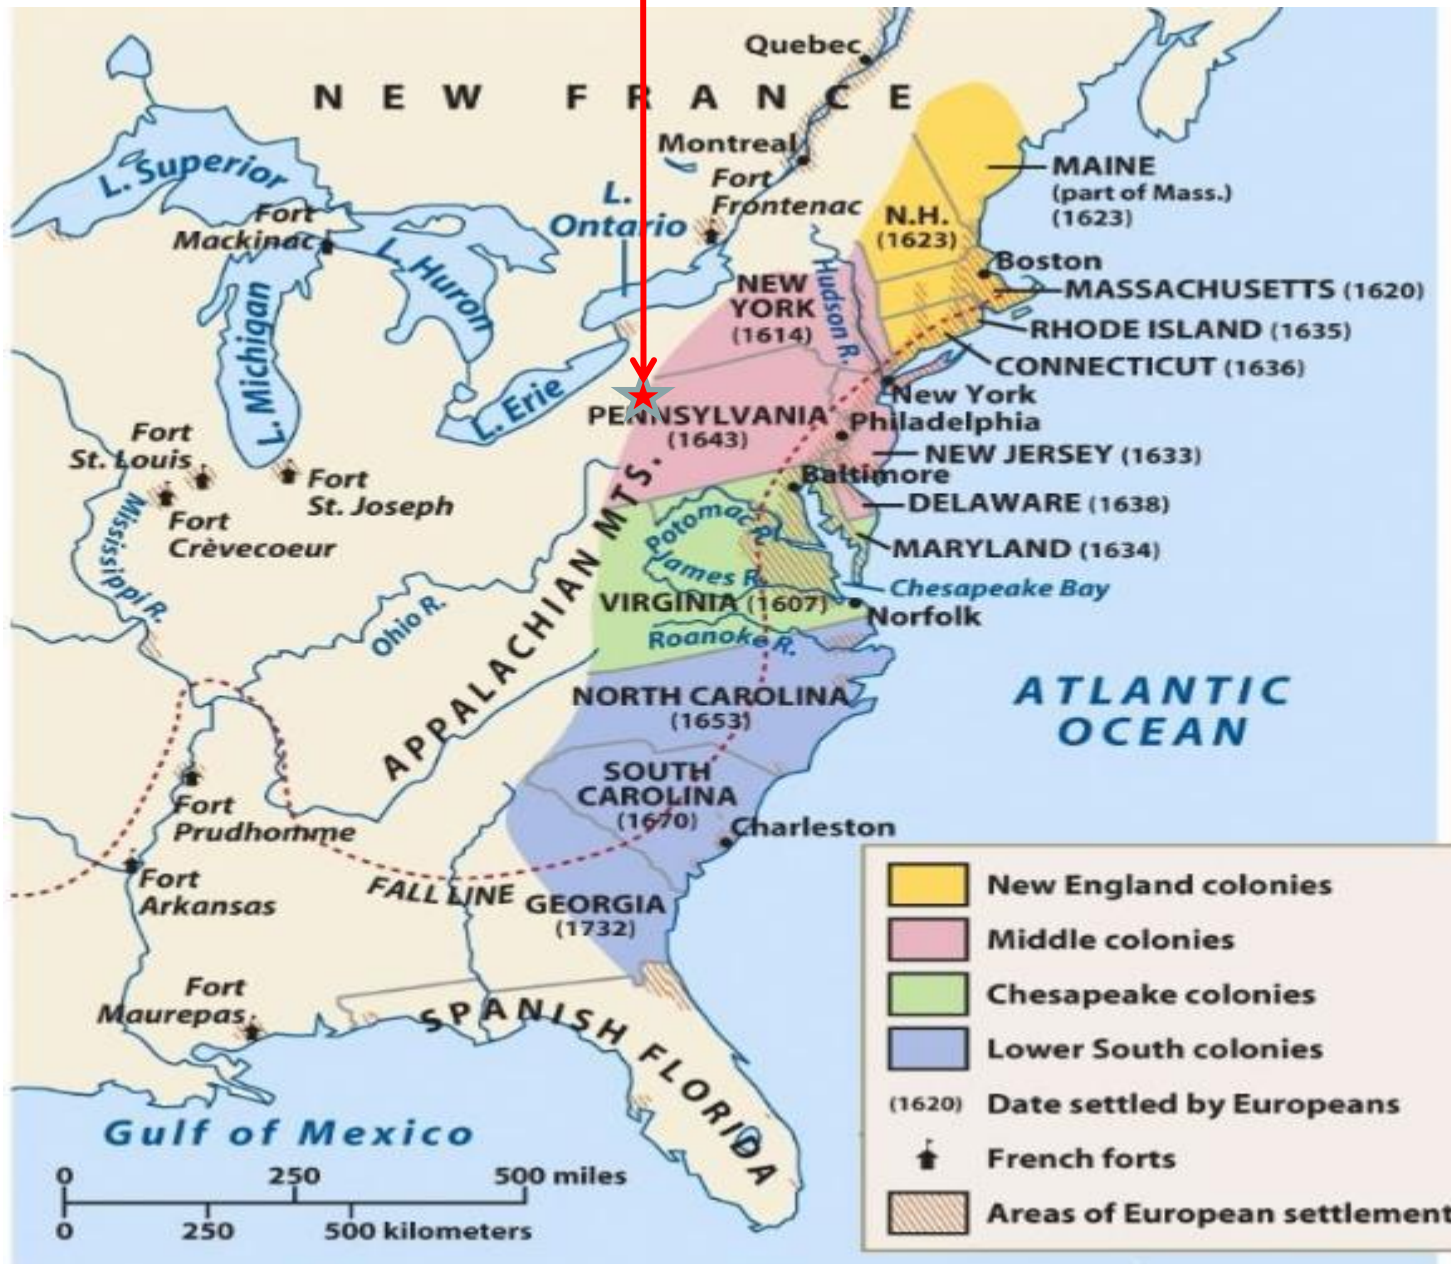 Quebec
NEW FRANCE
Montreal
MAINE
(part of Mass.)
(1623)
L. Superior
Fort
Frontenac
L.
Ontario
Fort
Mackinac
N.H.
(1623)
L. Huron
Boston
Hudson R.
NEW
YORK
(1614)
MASSACHUSETTS (1620)
L. Michigan
RHODE ISLAND (1635)
CONNECTICUT (1636)
New York
L. Erie
PENNSYLVANIA
(1643)
Philadelphia
Fort
St. Louis
NEW JERSEY (1633)
Baltimore
Fort
St. Joseph
DELAWARE (1638)
Fort
Crèvecoeur
Mississippi R.
Potomac R.
MARYLAND (1634)
James R.
Chesapeake Bay
VIRGINIA (1607)
Norfolk
Ohio R.
Roanoke R.
APPALACHIAN MTS.
NORTH CAROLINA
(1653)
ATLANTIC
OCEAN
SOUTH
CAROLINA
(1670)
Fort
Prudhomme
Charleston
Fort
Arkansas
FALL LINE
GEORGIA
(1732)
Fort
Maurepas
SPANISH FLORIDA
Gulf of Mexico
0 250 500 miles
0 250 500 kilometers
New England colonies
Middle colonies
Chesapeake colonies
Lower South colonies
(1620) Date settled by Europeans
French forts
Areas of European settlement